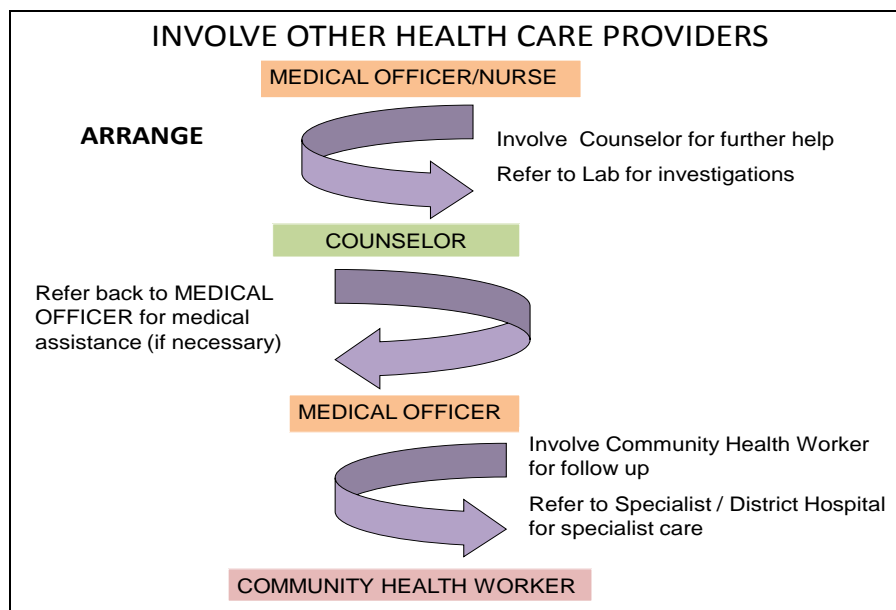 INVOLVE OTHER HEALTH CARE PROVIDERS
MEDICAL OFFICER/NURSE
ARRANGE
Involve Counselor for further help
Refer to Lab for investigations
COUNSELOR
Refer back to MEDICAL
OFFICER for medical
assistance (if necessary)
MEDICAL OFFICER
Involve Community Health Worker
for follow up
Refer to Specialist / District Hospital
for specialist care
COMMUNITY HEALTH WORKER